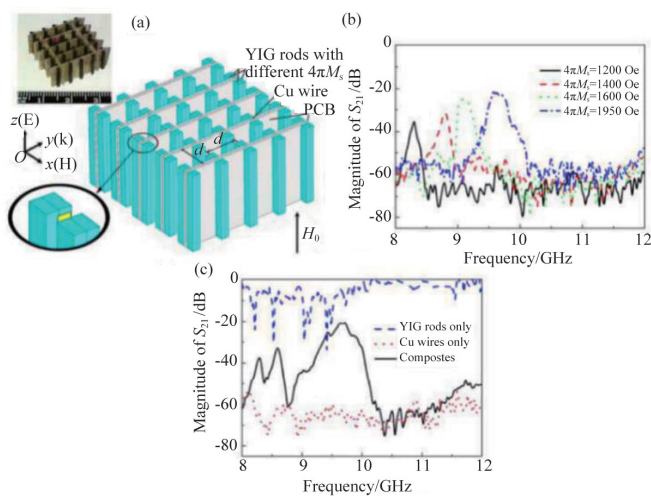 (a)
YIG rods with
different 4πMs
Cu wire
PCB
z(E)
y(k)
O
x(H)
d
d
H0
(b)
Magnitude of S21/dB
0
-20
-40
-60
-80
4πMs=1200 Oe
4πMs=1400 Oe
4πMs=1600 Oe
4πMs=1950 Oe
8
9
10
11
12
Frequency/GHz
(c)
Magnitude of S21/dB
0
-20
-40
-60
-80
YIG rods only
Cu wires only
Compostes
8
9
10
11
12
Frequency/GHz